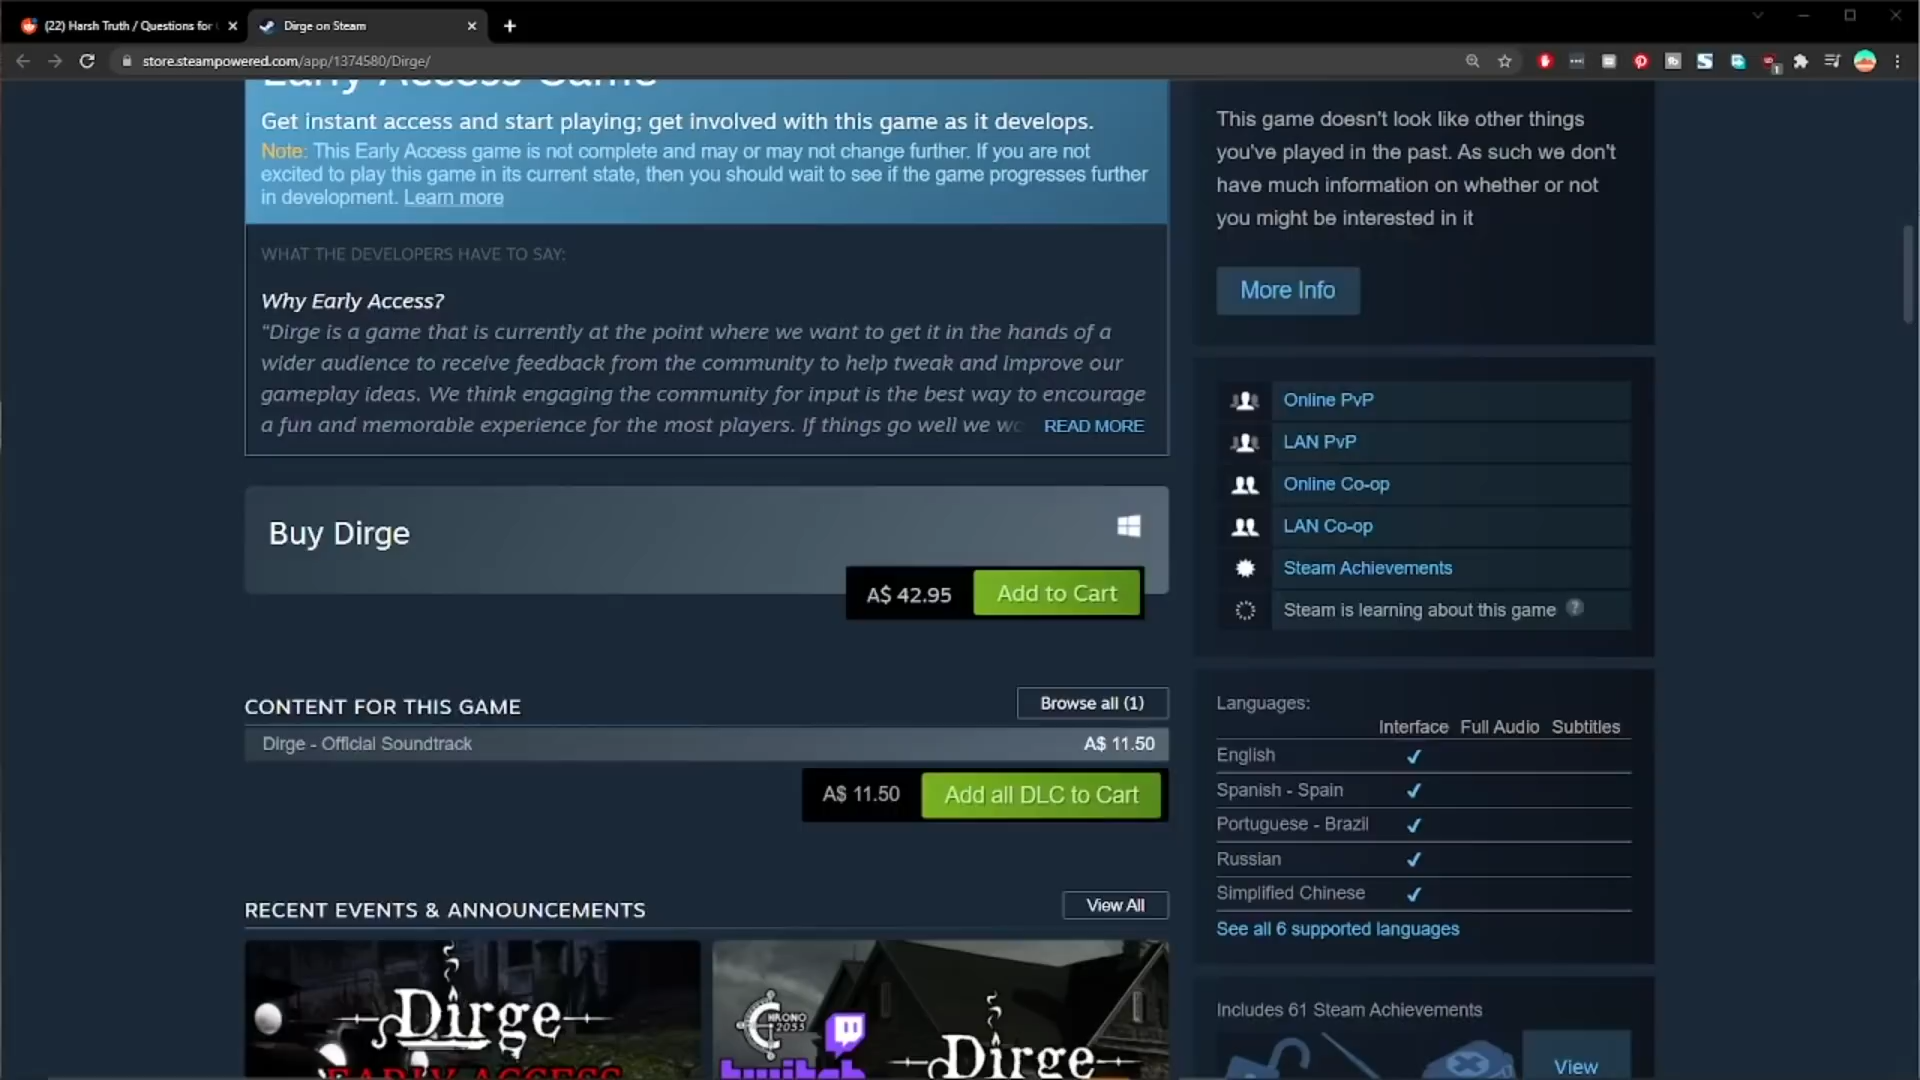 (22) Harsh Truth / Questions for
Dirge on Steam
store.steampowered.com/app/1374580/Dirge/
Early Access Game
Get instant access and start playing; get involved with this game as it develops.
Note: This Early Access game is not complete and may or may not change further. If you are not
excited to play this game in its current state, then you should wait to see if the game progresses further
in development. Learn more
WHAT THE DEVELOPERS HAVE TO SAY:
Why Early Access?
"Dirge is a game that is currently at the point where we want to get it in the hands of a
wider audience to receive feedback from the community to help tweak and improve our
gameplay ideas. We think engaging the community for input is the best way to encourage
a fun and memorable experience for the most players. If things go well we wo READ MORE
Buy Dirge
A$ 42.95
Add to Cart
CONTENT FOR THIS GAME
Browse all (1)
Dirge - Official Soundtrack
A$ 11.50
A$ 11.50
Add all DLC to Cart
RECENT EVENTS & ANNOUNCEMENTS
View All
Dirge
EARLY ACCESS
CHRONO
2055
twitch
Dirge
This game doesn't look like other things
you've played in the past. As such we don't
have much information on whether or not
you might be interested in it
More Info
Online PvP
LAN PvP
Online Co-op
LAN Co-op
Steam Achievements
Steam is learning about this game ?
Languages:
Interface Full Audio Subtitles
English ✔
Spanish - Spain ✔
Portuguese - Brazil ✔
Russian ✔
Simplified Chinese ✔
See all 6 supported languages
Includes 61 Steam Achievements
View